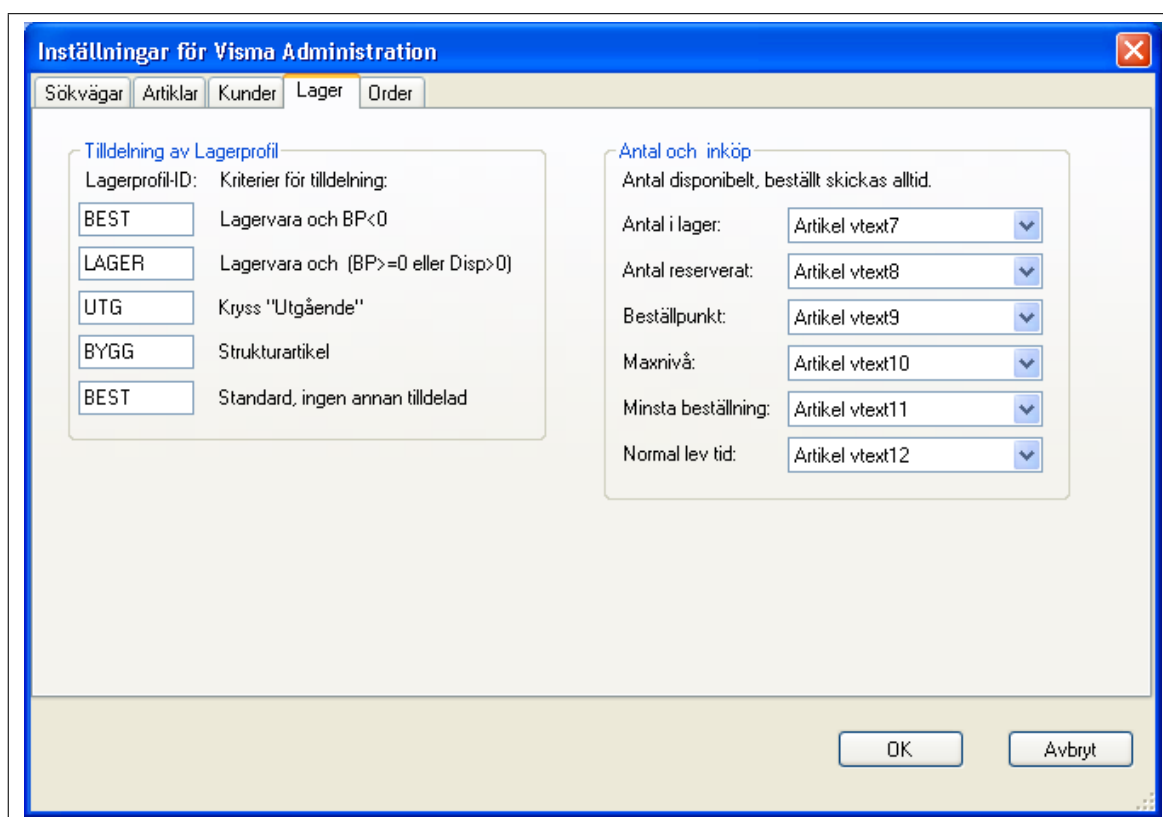 Inställningar för Visma Administration
Sökvägar Artiklar Kunder Lager Order
Tilldelning av Lagerprofil
Lagerprofil-ID: Kriterier för tilldelning:
BEST Lagervara och BP<0
LAGER Lagervara och (BP>=0 eller Disp>0)
UTG Kryss "Utgående"
BYGG Strukturartikel
BEST Standard, ingen annan tilldelad
Antal och inköp
Antal disponibelt, beställt skickas alltid.
Antal i lager: Artikel vtext7
Antal reserverat: Artikel vtext8
Beställpunkt: Artikel vtext9
Maxnivå: Artikel vtext10
Minsta beställning: Artikel vtext11
Normal lev tid: Artikel vtext12
OK Avbryt